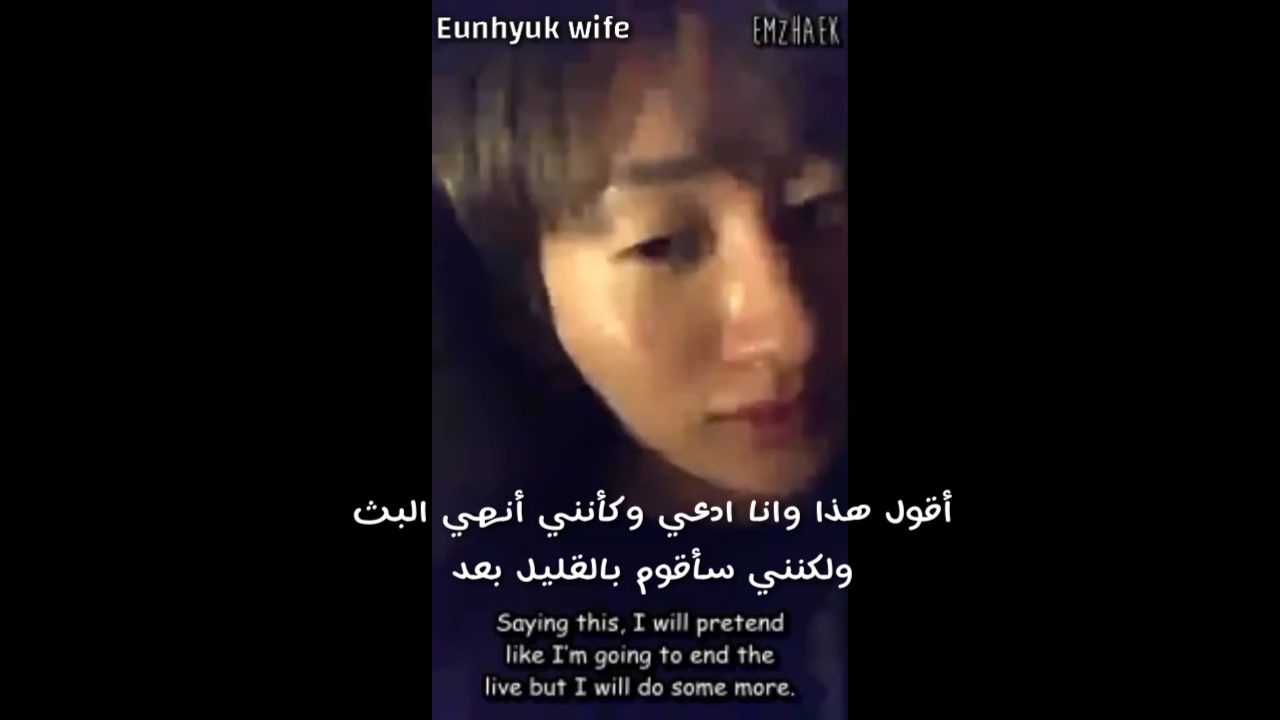 Eunhyuk wife
EMZHAEK
أقول هذا وانا ادعي وكأنني أنهي البث
ولكنني سأقوم بالقليل بعد
Saying this, I will pretend
like I'm going to end the
live but I will do some more.